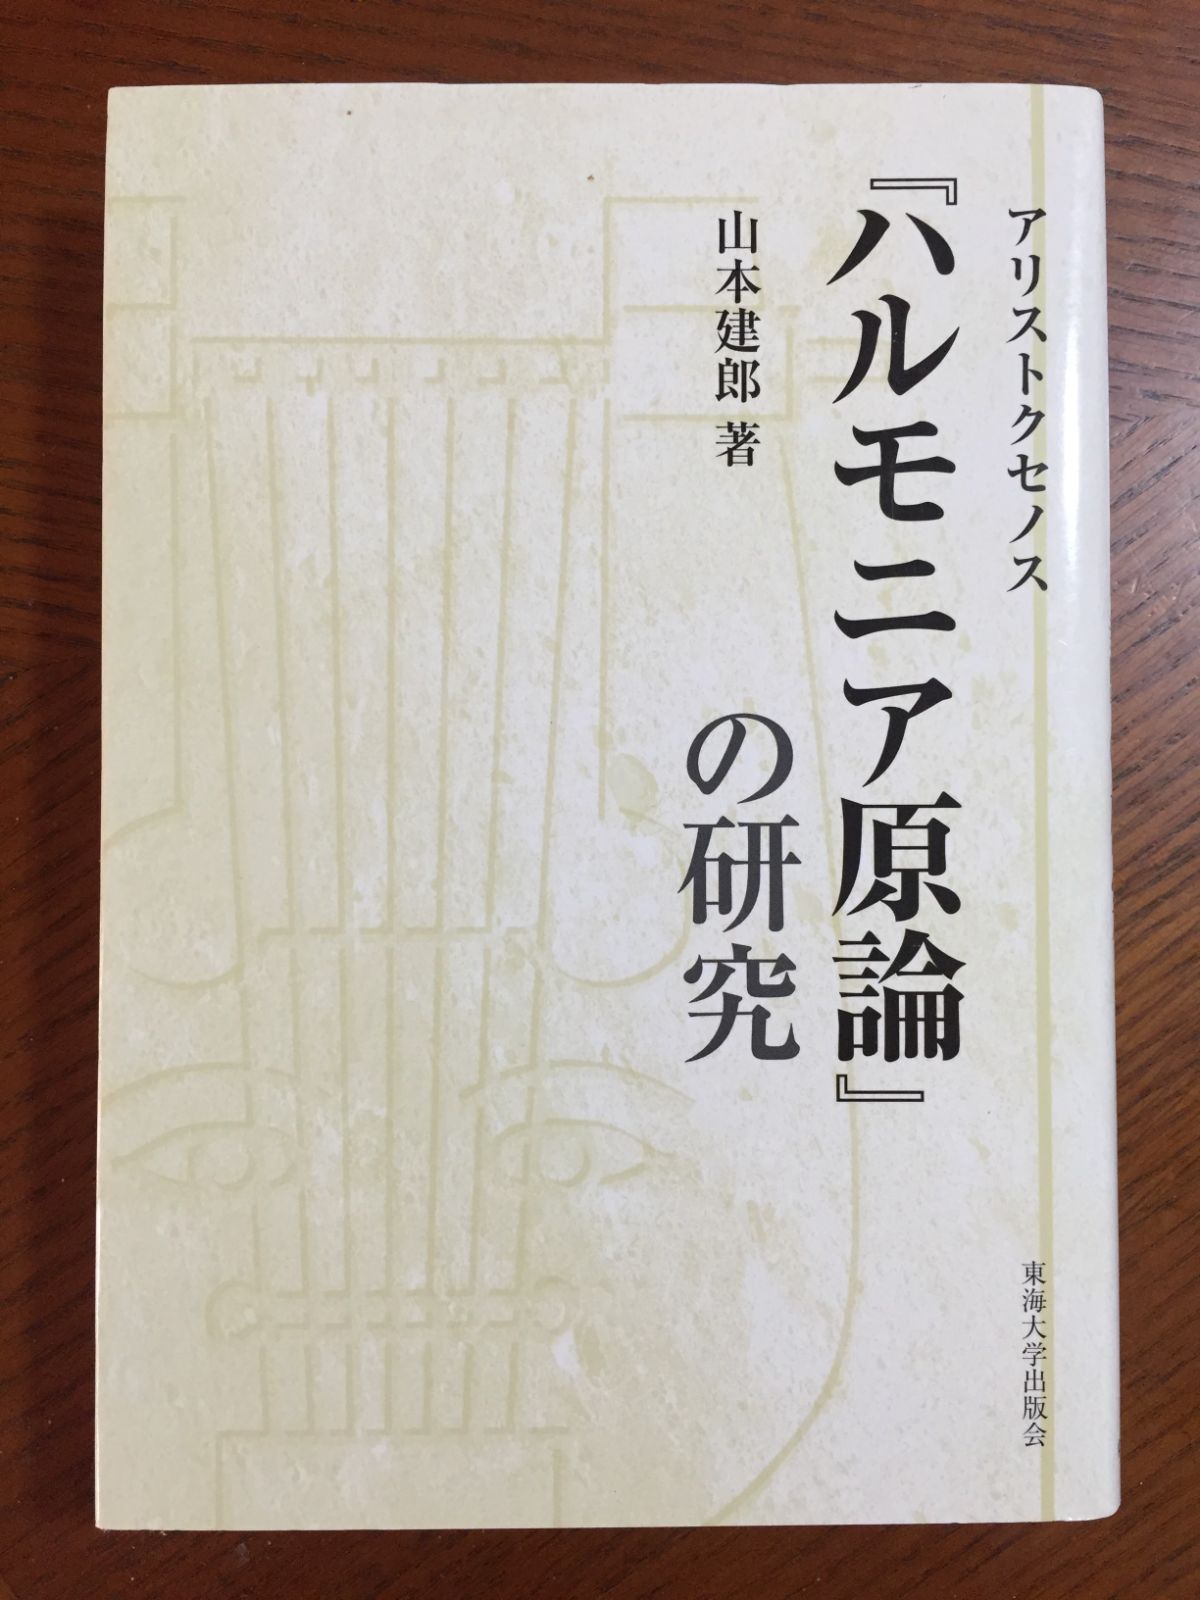 アリストクセノス
『ハルモニア原論』
の研究
山本建郎 著
東海大学出版会